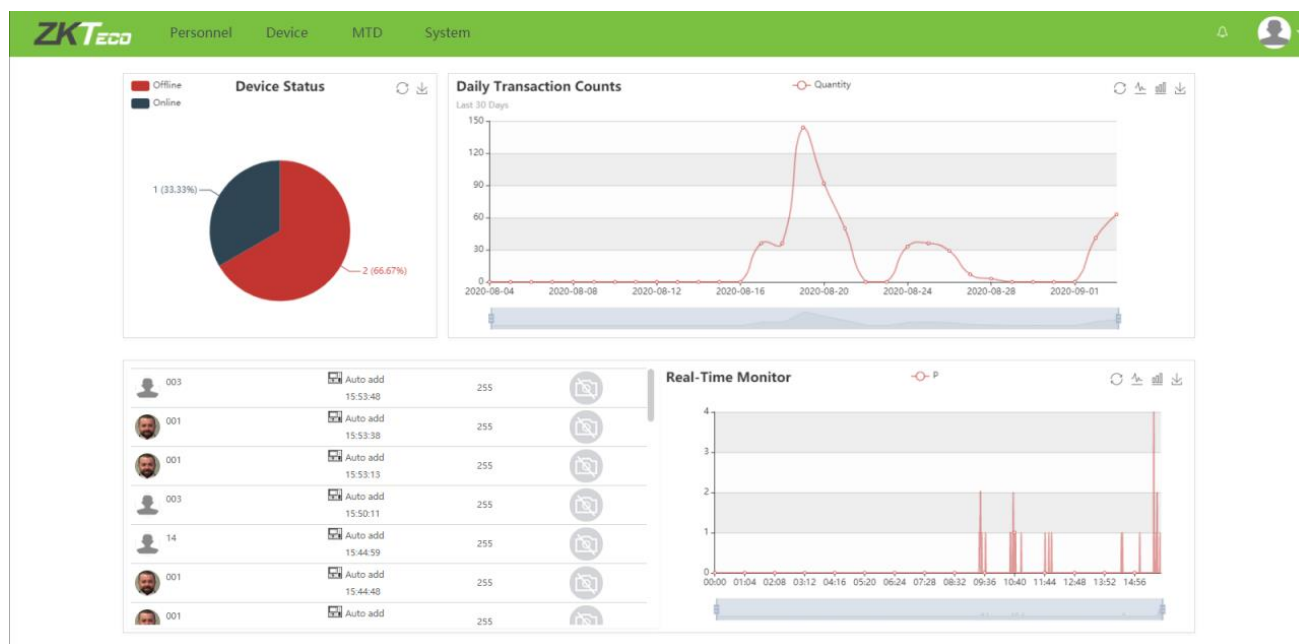 ZKTECO Personnel Device MTD System
Offline
Online
Device Status
1 (33.33%)
2 (66.67%)
Daily Transaction Counts
Last 30 Days
Quantity
150
120
90
60
30
0
2020-08-04 2020-08-08 2020-08-12 2020-08-16 2020-08-20 2020-08-24 2020-08-28 2020-09-01
003 Auto add 255
15:53:48
001 Auto add 255
15:53:38
001 Auto add 255
15:53:13
003 Auto add 255
15:50:11
14 Auto add 255
15:44:59
001 Auto add 255
15:44:48
001 Auto add 255
Real-Time Monitor
P
4
3
2
1
0
00:00 01:04 02:08 03:12 04:16 05:20 06:24 07:28 08:32 09:36 10:40 11:44 12:48 13:52 14:56